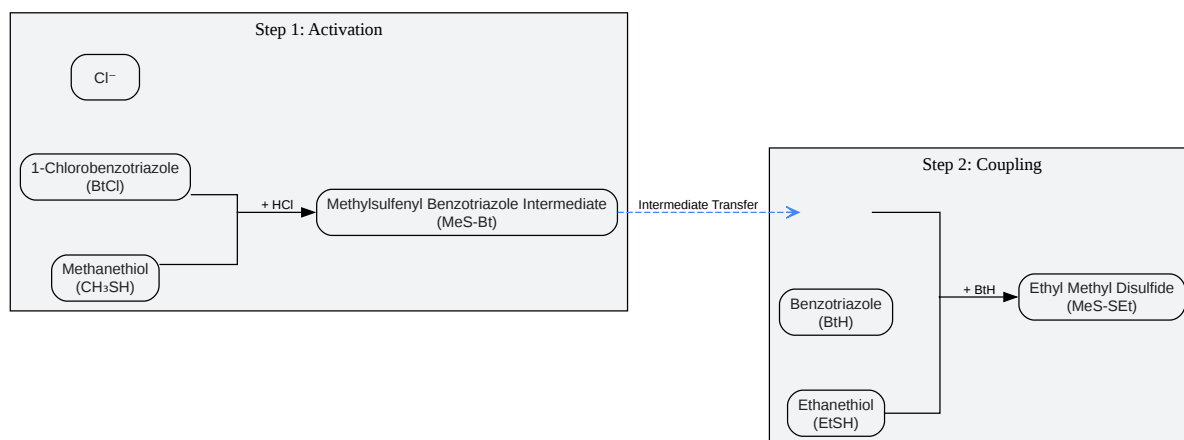 Step 1: Activation
Cl⁻
1-Chlorobenzotriazole
(BtCl)
+ HCl
Methylsulfenyl Benzotriazole Intermediate
(MeS-Bt)
Methanethiol
(CH₃SH)
Intermediate Transfer
Step 2: Coupling
Benzotriazole
(BtH)
+ BtH
Ethyl Methyl Disulfide
(MeS-SEt)
Ethanethiol
(EtSH)